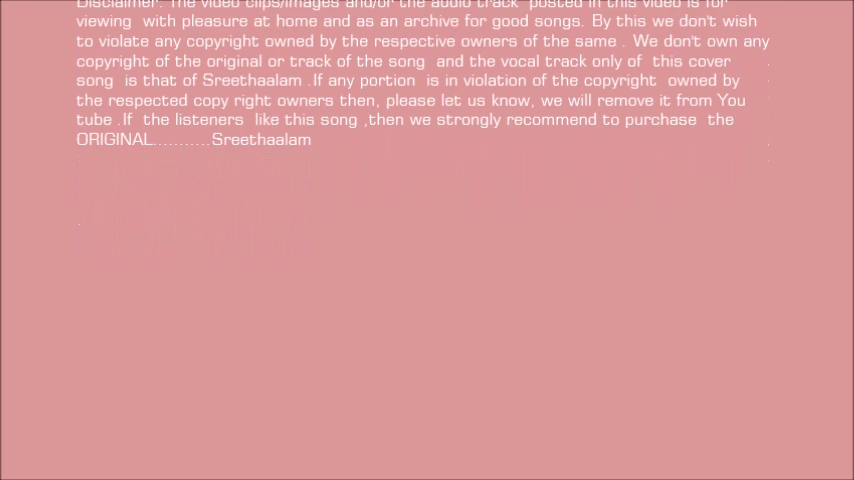 Disclaimer: The video clips/images and/or the audio track  posted in this video is for
viewing  with pleasure at home and as an archive for good songs. By this we don't wish
to violate any copyright owned by the respective owners of the same . We don't own any
copyright of the original or track of the song  and the vocal track only of  this cover
song  is that of Sreethaalam .If any portion  is in violation of the copyright  owned by
the respected copy right owners then, please let us know, we will remove it from You
tube .If  the listeners  like this song ,then we strongly recommend to purchase  the
ORIGINAL..........Sreethaalam